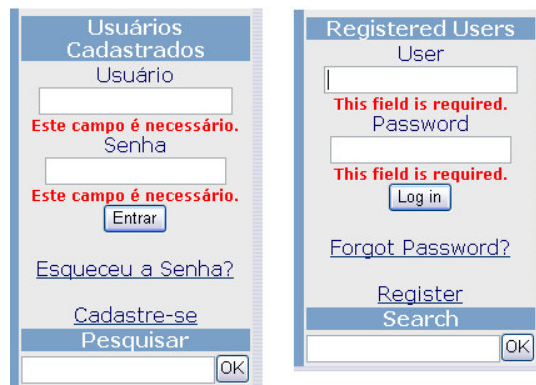 Usuários
Cadastrados
Usuário
Este campo é necessário.
Senha
Este campo é necessário.
Entrar
Esqueceu a Senha?
Cadastre-se
Pesquisar
OK
Registered Users
User
This field is required.
Password
This field is required.
Log in
Forgot Password?
Register
Search
OK